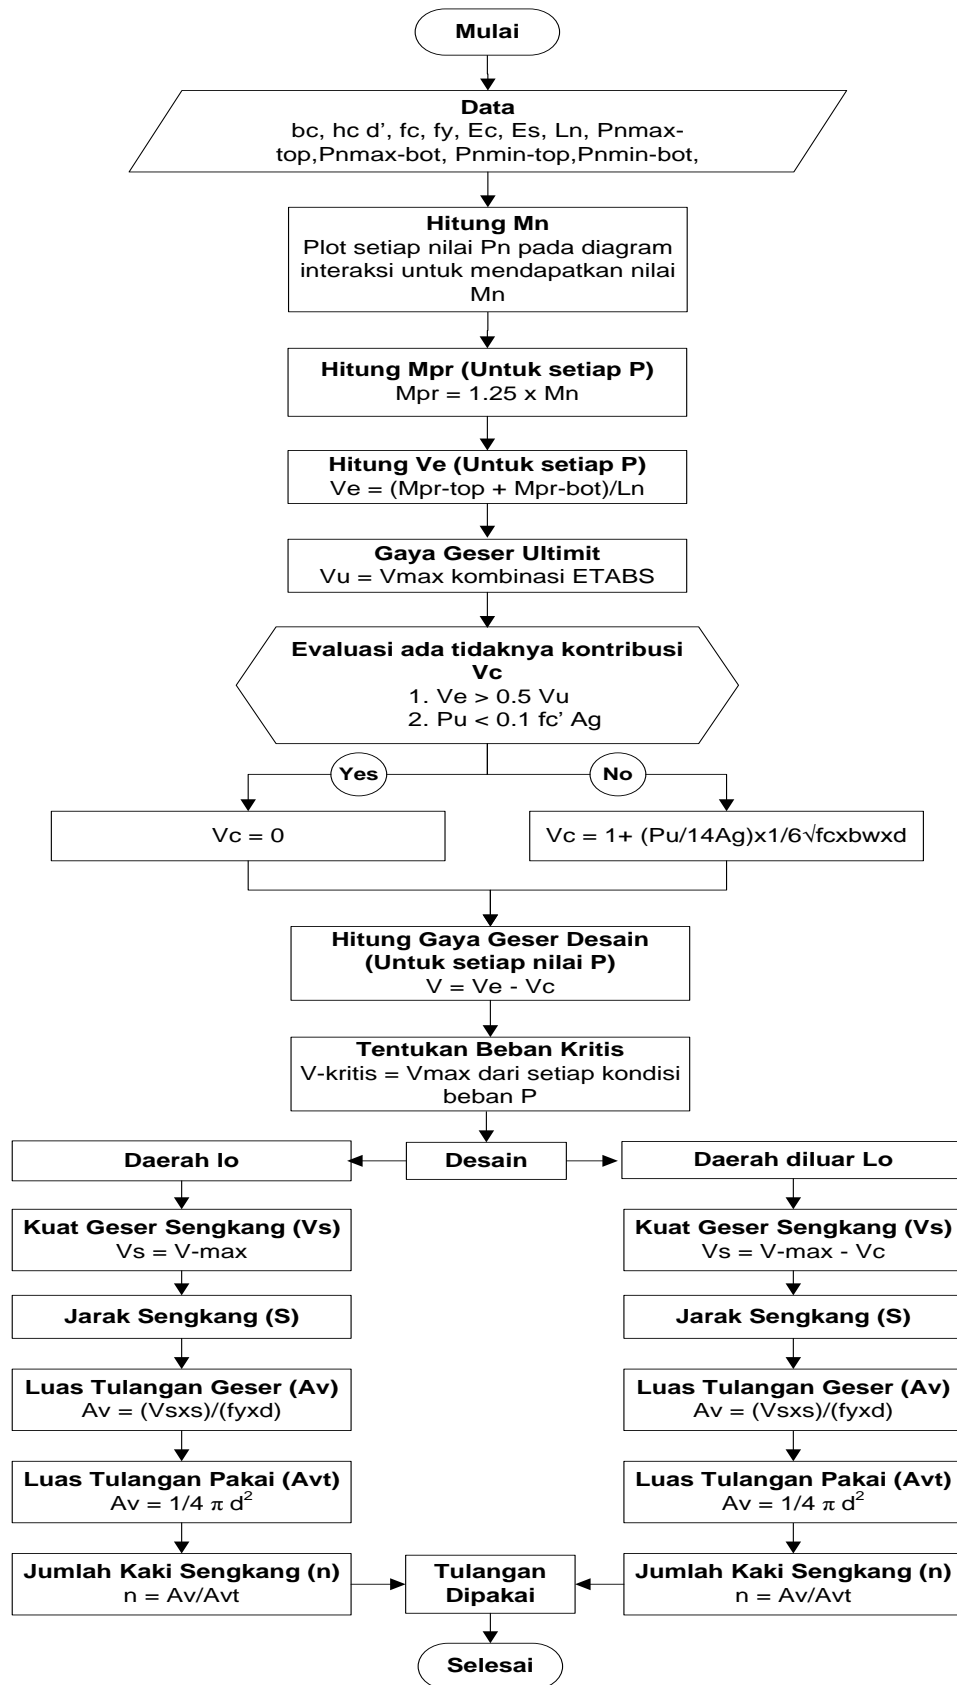 Mulai
Data
bc, hc d’, fc, fy, Ec, Es, Ln, Pnmax-
top,Pnmax-bot, Pnmin-top,Pnmin-bot,
Hitung Mn
Plot setiap nilai Pn pada diagram
interaksi untuk mendapatkan nilai
Mn
Hitung Mpr (Untuk setiap P)
Mpr = 1.25 x Mn
Hitung Ve (Untuk setiap P)
Ve = (Mpr-top + Mpr-bot)/Ln
Gaya Geser Ultimit
Vu = Vmax kombinasi ETABS
Evaluasi ada tidaknya kontribusi
Vc
1. Ve > 0.5 Vu
2. Pu < 0.1 fc’ Ag
Yes
No
Vc = 0
Vc = 1+ (Pu/14Ag)x1/6√fcxbwxd
Hitung Gaya Geser Desain
(Untuk setiap nilai P)
V = Ve - Vc
Tentukan Beban Kritis
V-kritis = Vmax dari setiap kondisi
beban P
Desain
Daerah lo
Kuat Geser Sengkang (Vs)
Vs = V-max
Jarak Sengkang (S)
Luas Tulangan Geser (Av)
Av = (Vsxs)/(fyxd)
Luas Tulangan Pakai (Avt)
Av = 1/4 π d²
Jumlah Kaki Sengkang (n)
n = Av/Avt
Daerah diluar Lo
Kuat Geser Sengkang (Vs)
Vs = V-max - Vc
Jarak Sengkang (S)
Luas Tulangan Geser (Av)
Av = (Vsxs)/(fyxd)
Luas Tulangan Pakai (Avt)
Av = 1/4 π d²
Jumlah Kaki Sengkang (n)
n = Av/Avt
Tulangan
Dipakai
Selesai